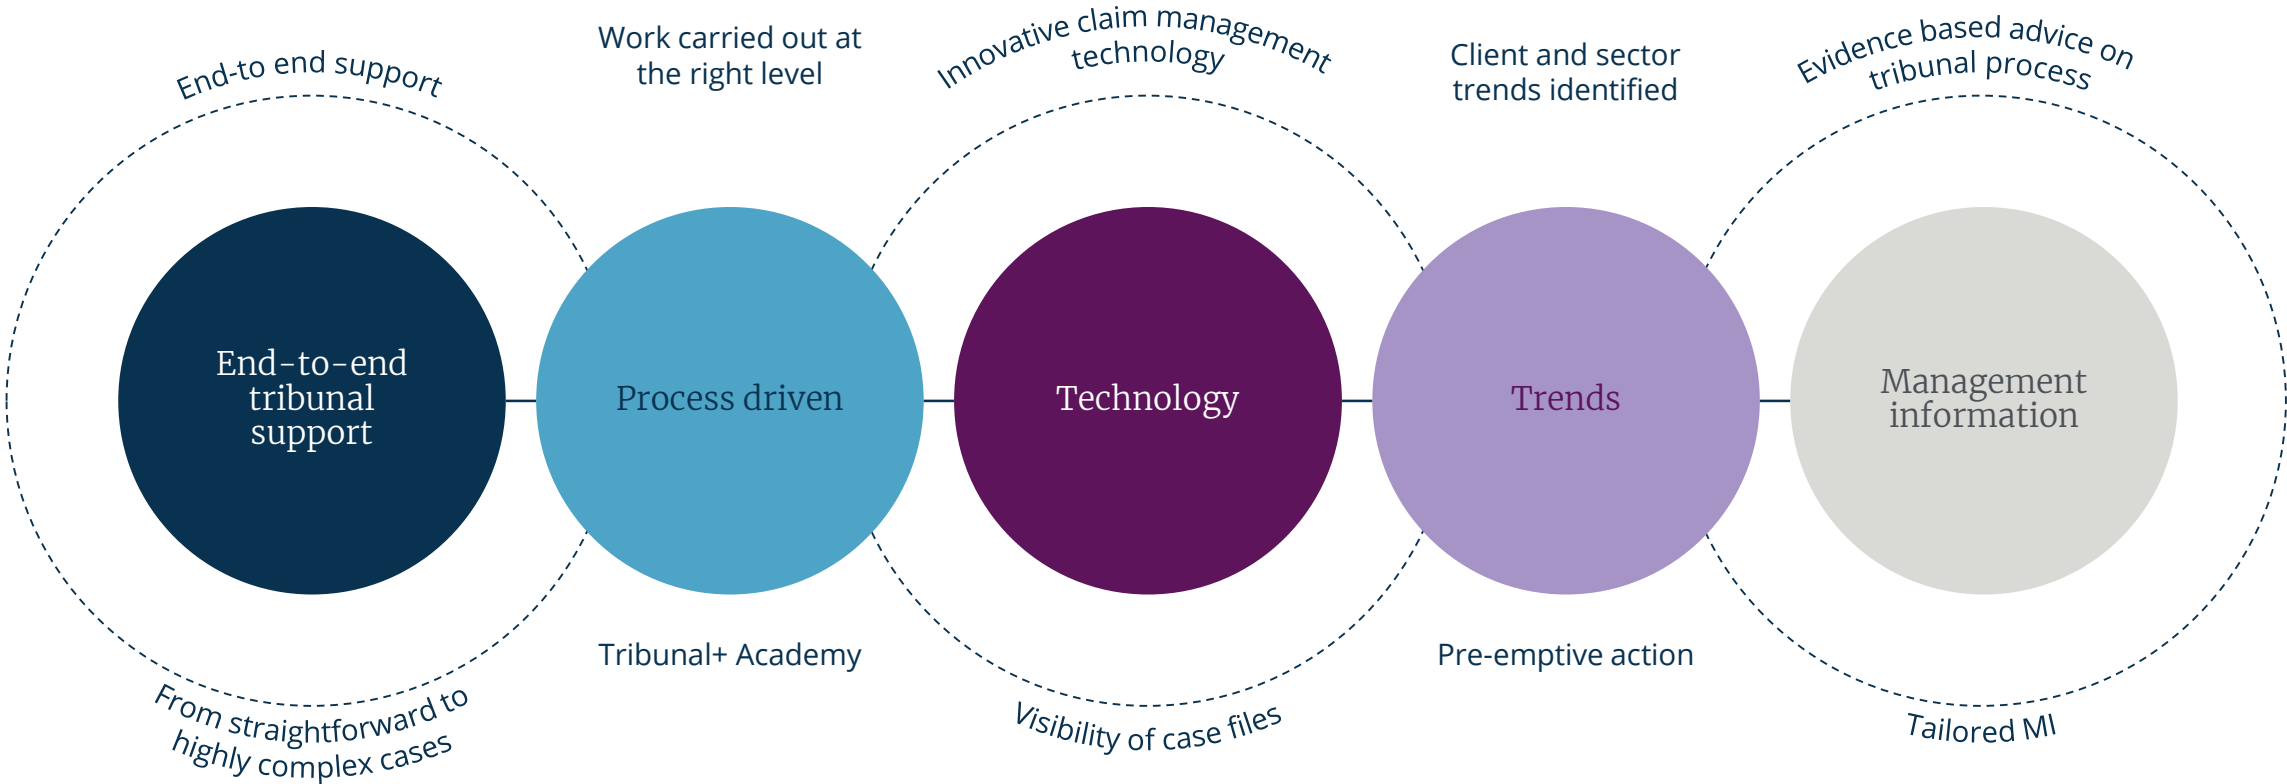 End-to end support
End-to-end
tribunal
support
From straightforward to
highly complex cases
Work carried out at
the right level
Process driven
Tribunal+ Academy
Innovative claim management
technology
Technology
Visibility of case files
Client and sector
trends identified
Trends
Pre-emptive action
Evidence based advice on
tribunal process
Management
information
Tailored MI